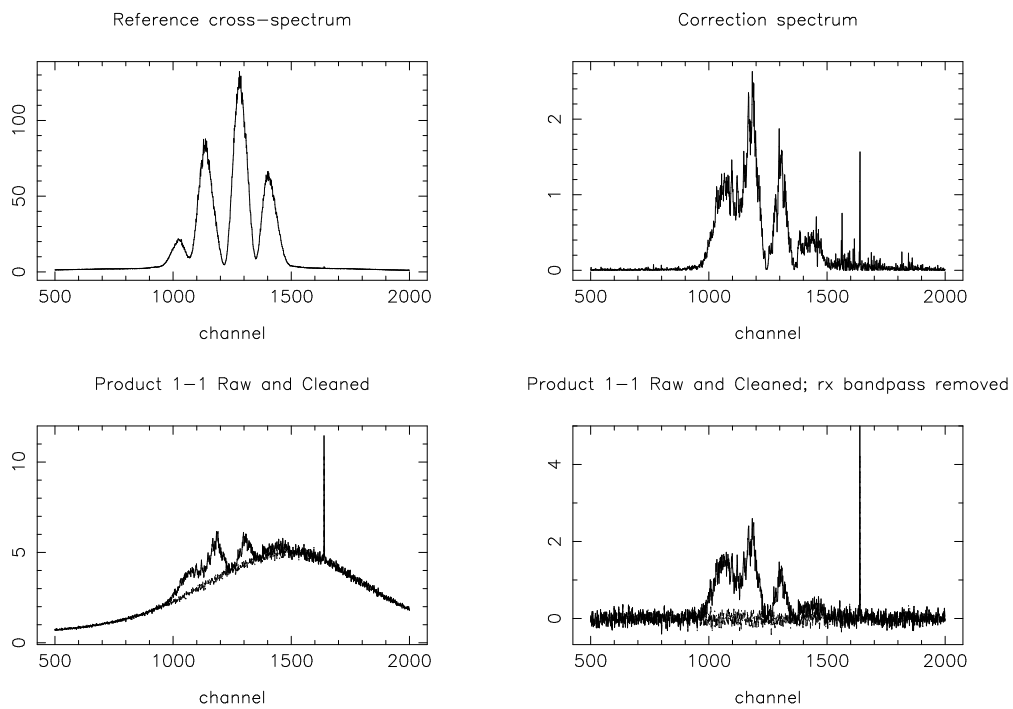 Reference cross-spectrum
Correction spectrum
100
50
0
500 1000 1500 2000
channel
2
1
0
500 1000 1500 2000
channel
Product 1-1 Raw and Cleaned
Product 1-1 Raw and Cleaned; rx bandpass removed
10
5
0
500 1000 1500 2000
channel
4
2
0
500 1000 1500 2000
channel